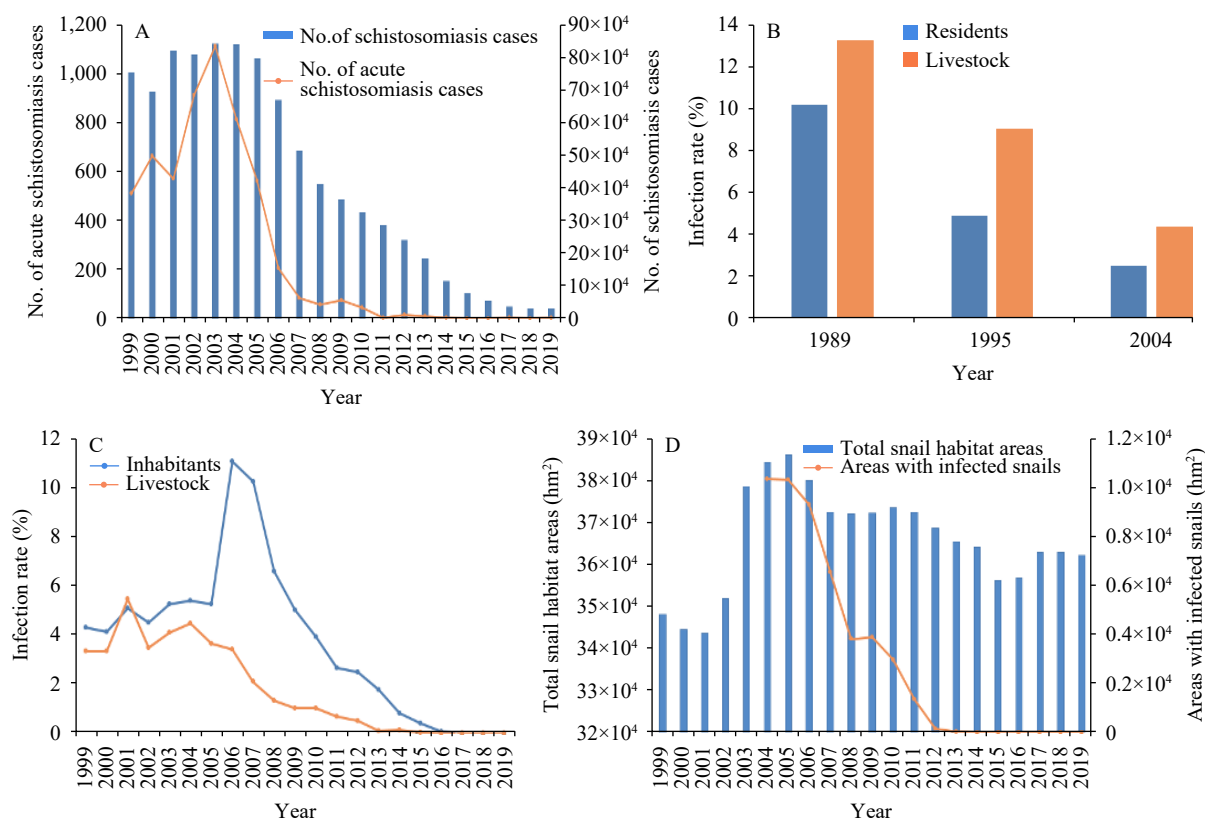 A
No.of schistosomiasis cases
No. of acute
schistosomiasis cases
No. of acute schistosomiasis cases
1,200
1,000
800
600
400
200
0
90×10⁴
80×10⁴
70×10⁴
60×10⁴
50×10⁴
40×10⁴
30×10⁴
20×10⁴
10×10⁴
0
No. of schistosomiasis cases
1999 2000 2001 2002 2003 2004 2005 2006 2007 2008 2009 2010 2011 2012 2013 2014 2015 2016 2017 2018 2019
Year
B
Residents
Livestock
Infection rate (%)
14
12
10
8
6
4
2
0
1989 1995 2004
Year
C
Inhabitants
Livestock
Infection rate (%)
12
10
8
6
4
2
0
1999 2000 2001 2002 2003 2004 2005 2006 2007 2008 2009 2010 2011 2012 2013 2014 2015 2016 2017 2018 2019
Year
D
Total snail habitat areas
Areas with infected snails
Total snail habitat areas (hm²)
39×10⁴
38×10⁴
37×10⁴
36×10⁴
35×10⁴
34×10⁴
33×10⁴
32×10⁴
1.2×10⁴
1.0×10⁴
0.8×10⁴
0.6×10⁴
0.4×10⁴
0.2×10⁴
0
Areas with infected snails (hm²)
1999 2000 2001 2002 2003 2004 2005 2006 2007 2008 2009 2010 2011 2012 2013 2014 2015 2016 2017 2018 2019
Year